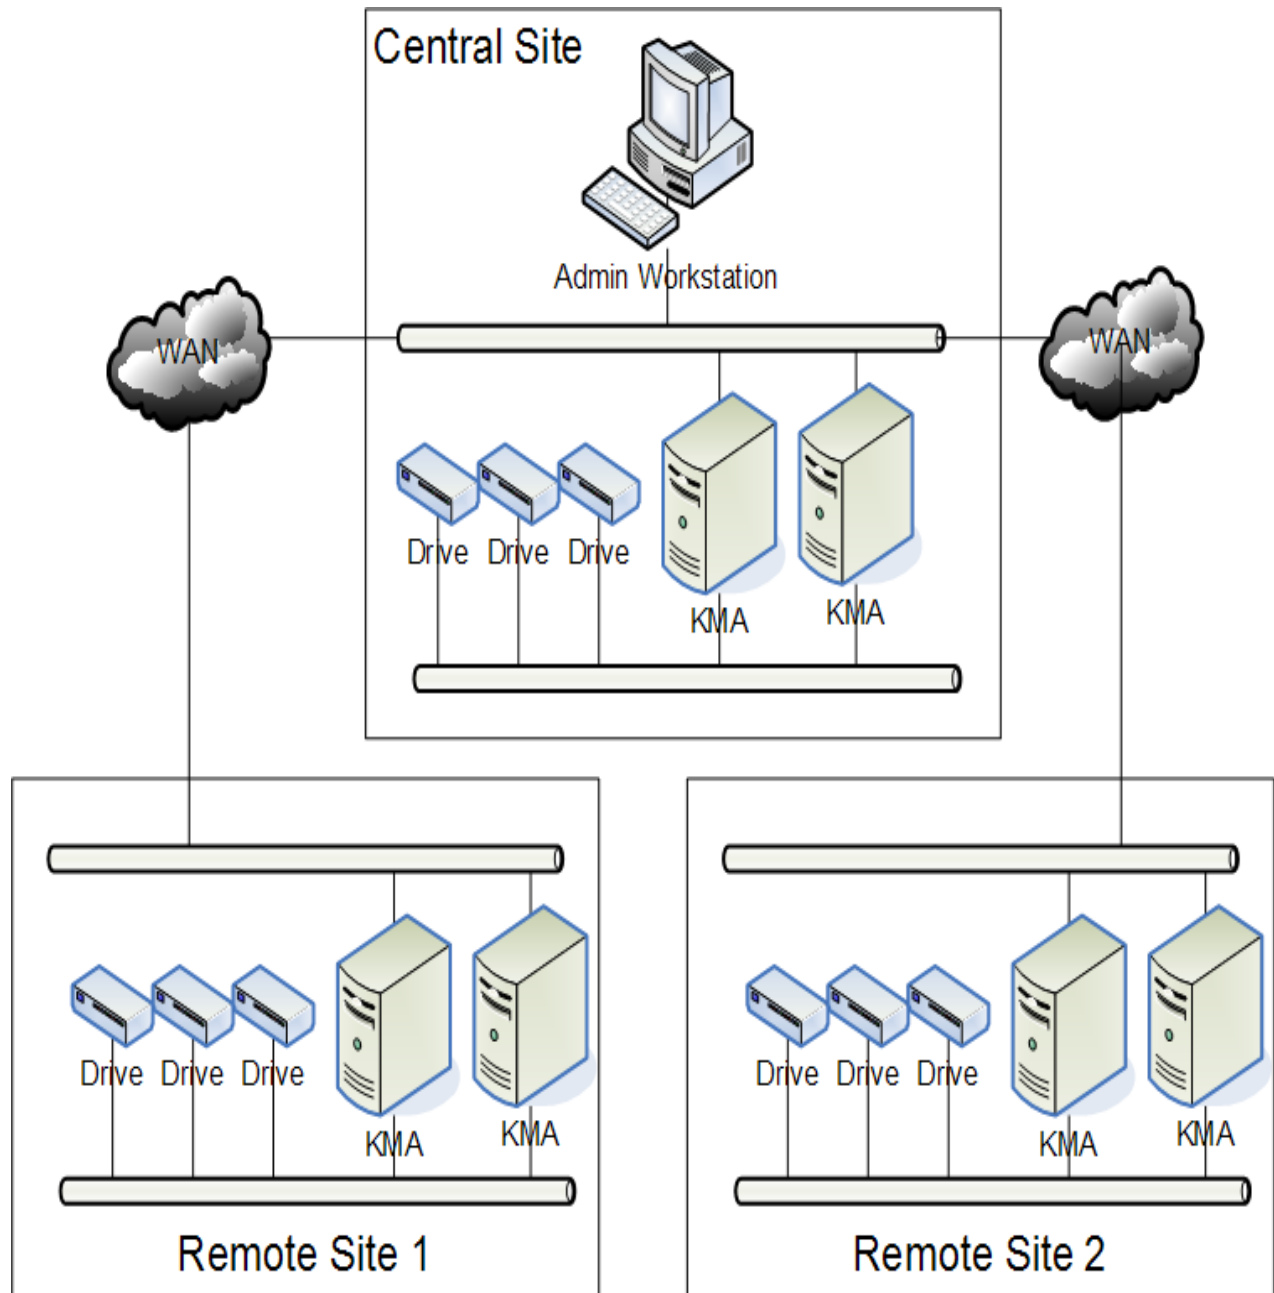 Central Site
Admin Workstation
WAN
WAN
Drive Drive Drive
KMA
KMA
Drive Drive Drive
KMA
KMA
Remote Site 1
Drive Drive Drive
KMA
KMA
Remote Site 2